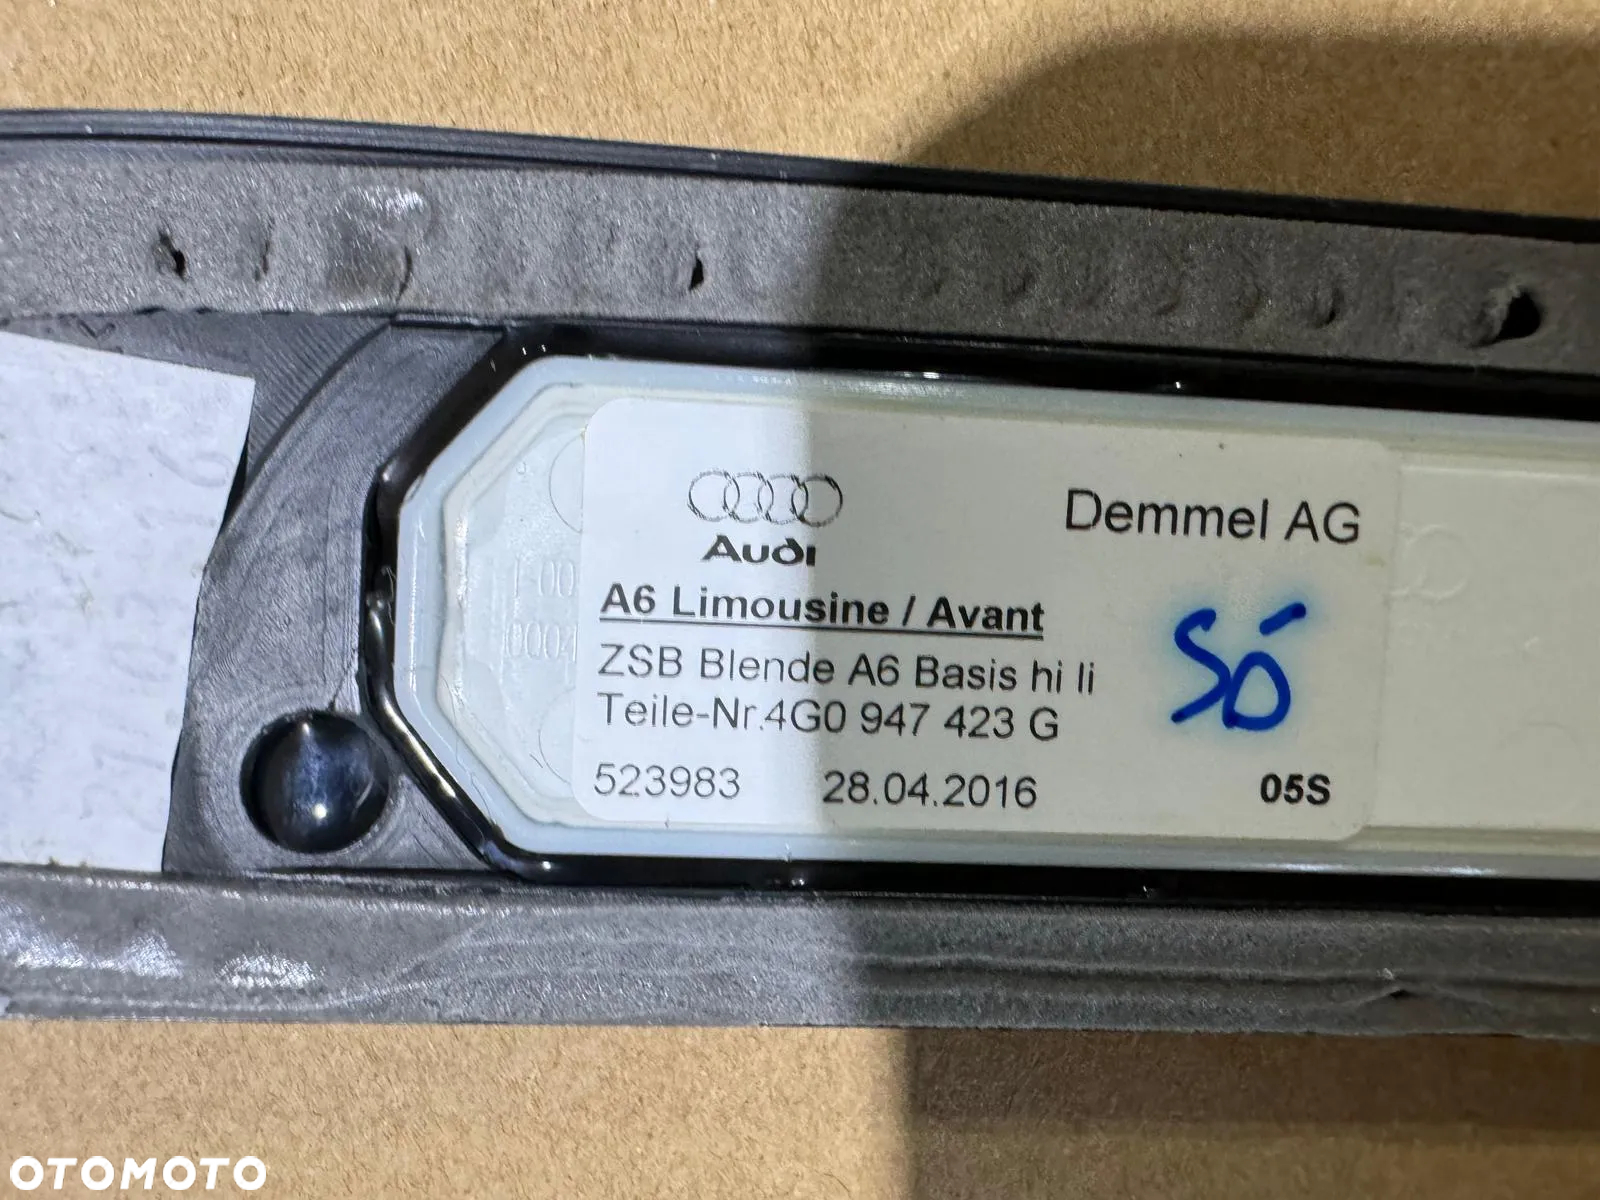 Audi
Demmel AG
A6 Limousine / Avant
ZSB Blende A6 Basis hi li
Teile-Nr.4G0 947 423 G
523983 28.04.2016 05S
OTOMOTO